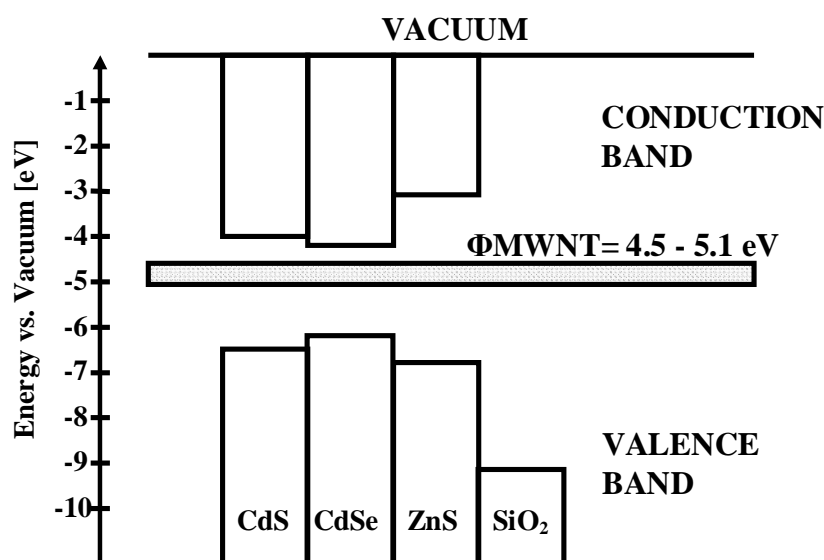 VACUUM
Energy vs. Vacuum [eV]
-1
-2
-3
-4
-5
-6
-7
-8
-9
-10
CONDUCTION
BAND
ΦMWNT= 4.5 - 5.1 eV
VALENCE
BAND
CdS
CdSe
ZnS
SiO₂